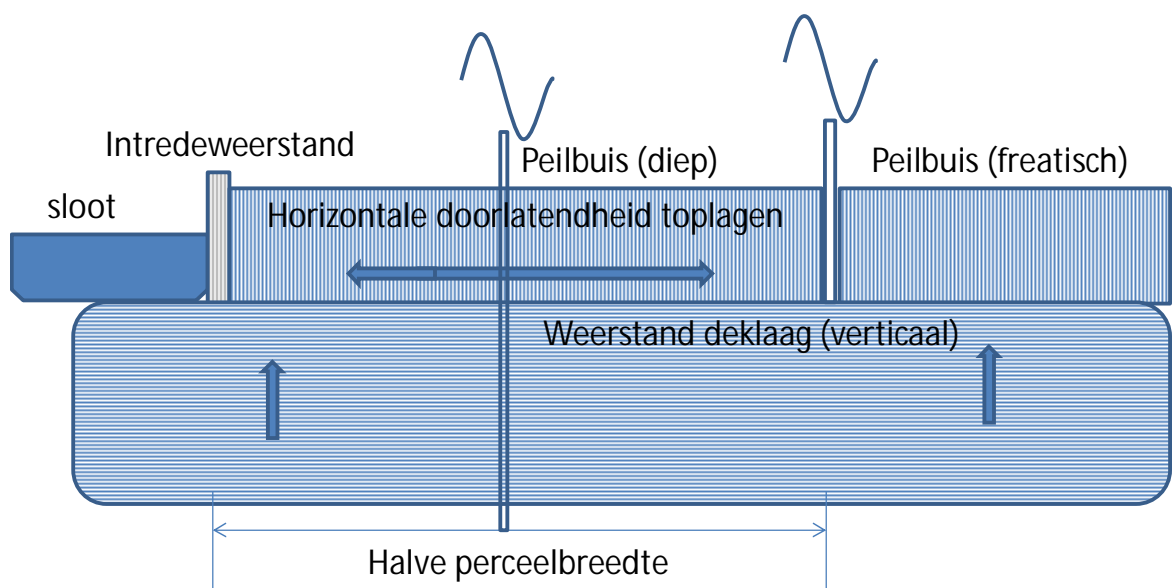 Intredeweerstand
Peilbuis (diep)
Peilbuis (freatisch)
sloot
Horizontale doorlatendheid toplagen
Weerstand deklaag (verticaal)
Halve perceelbreedte